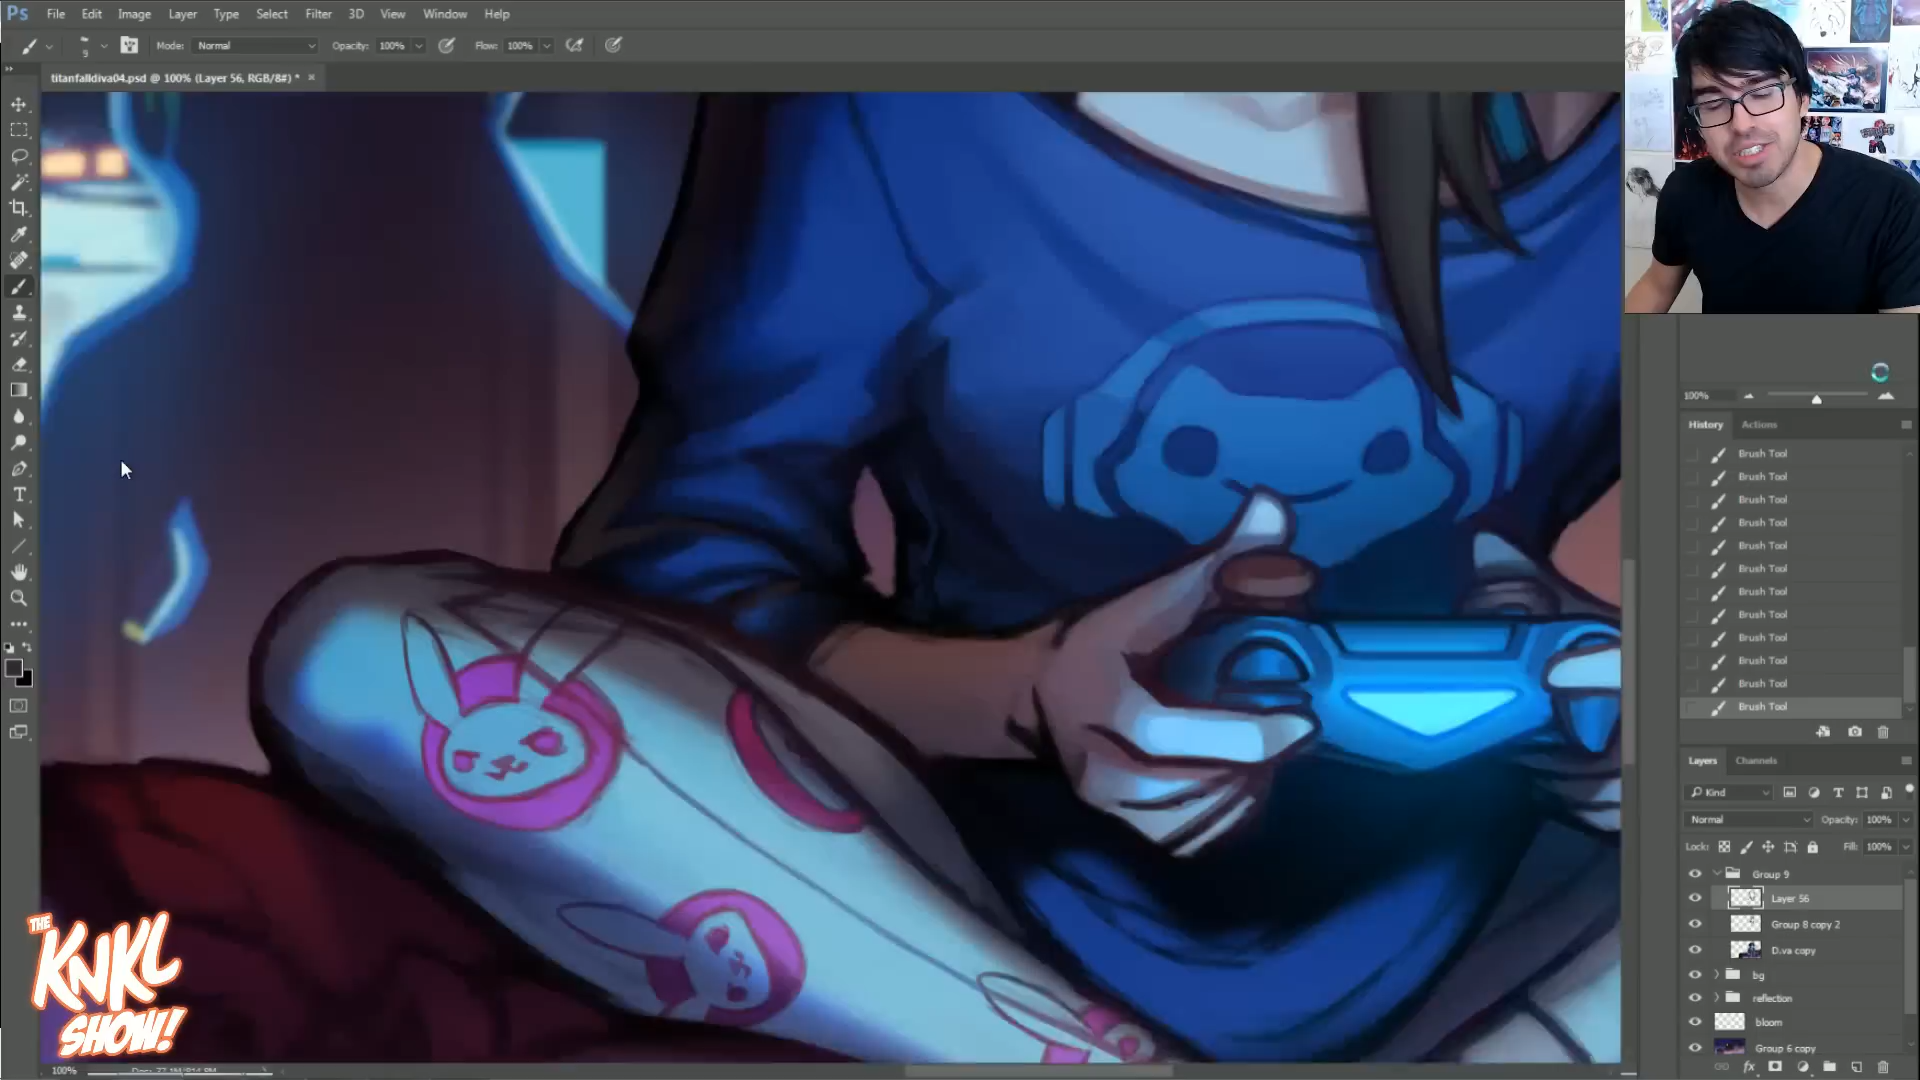 Ps File Edit Image Layer Type Select Filter 3D View Window Help
9 Mode: Normal Opacity: 100% Flow: 100%
titanfalldiva04.psd @ 100% (Layer 56, RGB/8#) *
100%
History Actions
Brush Tool
Brush Tool
Brush Tool
Brush Tool
Brush Tool
Brush Tool
Brush Tool
Brush Tool
Brush Tool
Brush Tool
Brush Tool
Brush Tool
Layers Channels
Kind
Normal Opacity: 100%
Lock: Fill: 100%
Group 9
Layer 56
Group 8 copy 2
D.va copy
bg
reflection
bloom
Group 6 copy
fx
THE
KNKL
SHOW!
100%